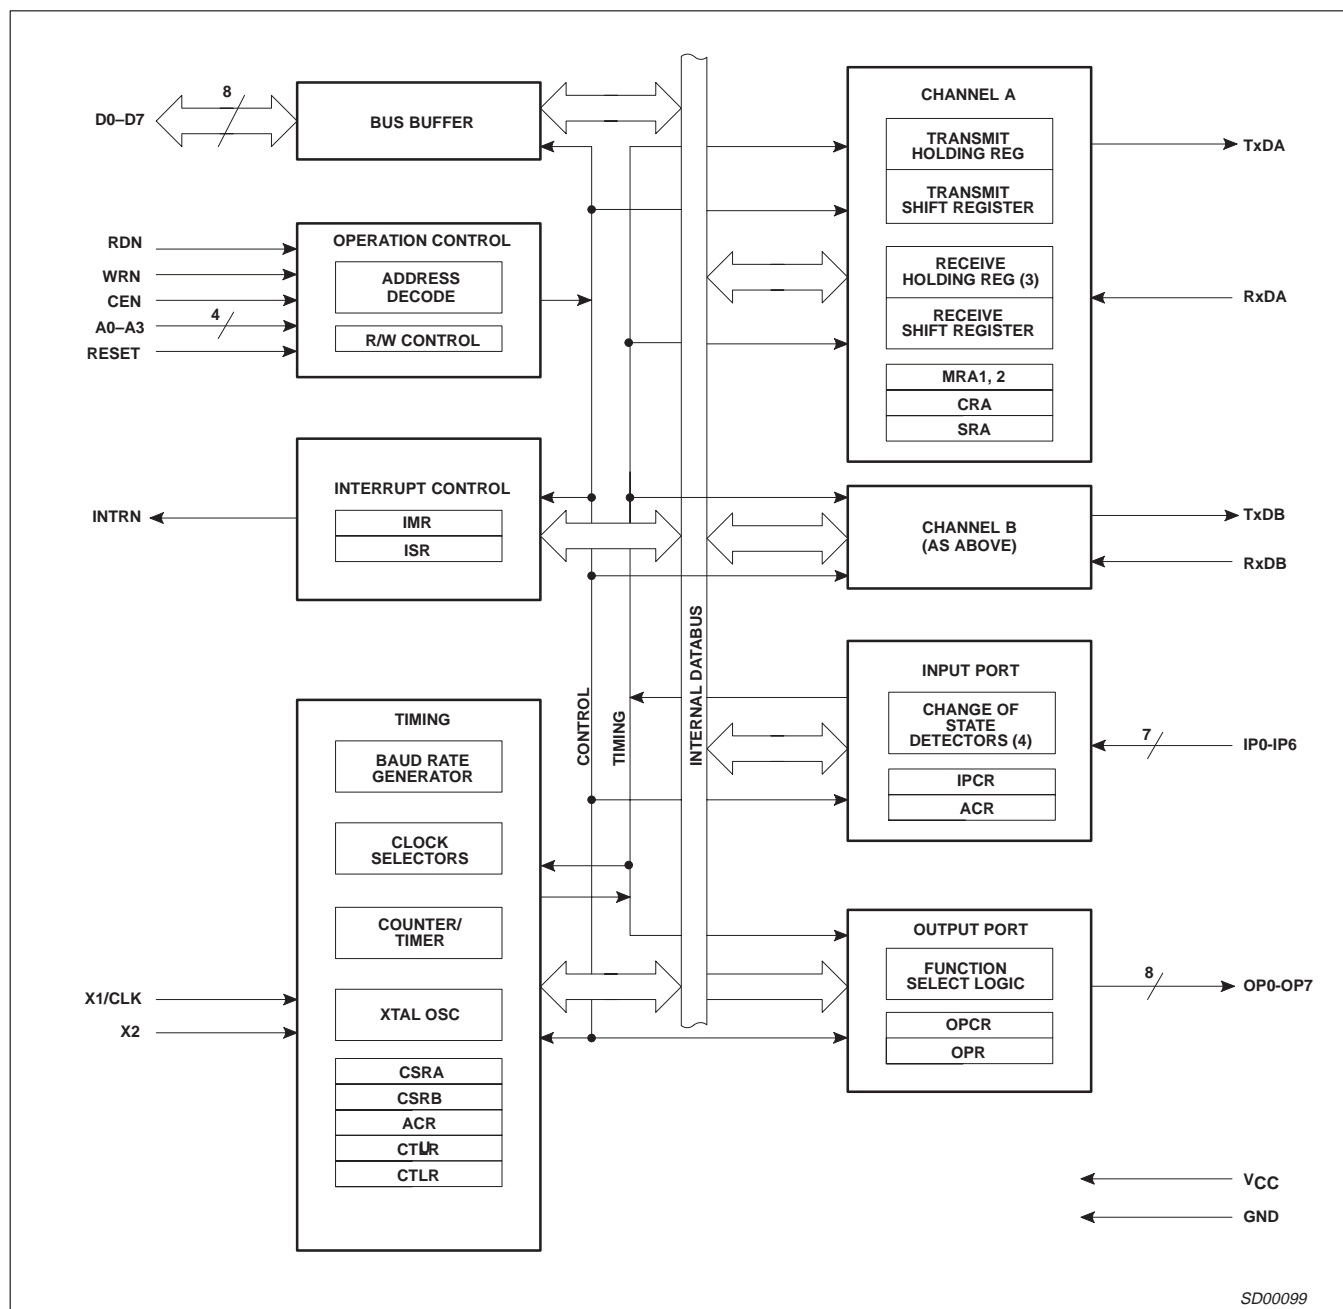 D0–D7
8
BUS BUFFER
RDN
WRN
CEN
A0–A3
4
RESET
OPERATION CONTROL
ADDRESS
DECODE
R/W CONTROL
INTRN
INTERRUPT CONTROL
IMR
ISR
TIMING
BAUD RATE
GENERATOR
CLOCK
SELECTORS
COUNTER/
TIMER
X1/CLK
X2
XTAL OSC
CSRA
CSRB
ACR
CTLR
CONTROL
TIMING
INTERNAL DATABUS
CHANNEL A
TRANSMIT
HOLDING REG
TRANSMIT
SHIFT REGISTER
RECEIVE
HOLDING REG (3)
RECEIVE
SHIFT REGISTER
MRA1, 2
CRA
SRA
TxDA
RxDA
CHANNEL B
(AS ABOVE)
TxDB
RxDB
INPUT PORT
CHANGE OF
STATE
DETECTORS (4)
IPCR
ACR
7
IP0-IP6
OUTPUT PORT
FUNCTION
SELECT LOGIC
OPCR
OPR
8
OP0-OP7
VCC
GND
SD00099